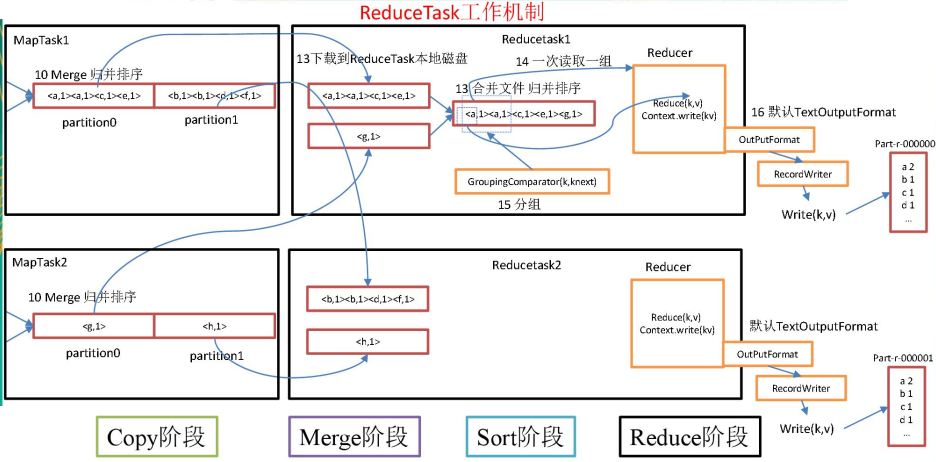 ReduceTask工作机制
MapTask1
10 Merge 归并排序
<a,1><a,1><c,1><e,1>
<b,1><b,1><d,1><f,1>
partition0
partition1
Reducetask1
13下载到ReduceTask本地磁盘
<a,1><a,1><c,1><e,1>
<g,1>
13 合并文件 归并排序
<a,1><a,1><c,1><e,1><g,1>
14 一次读取一组
GroupingComparator(k,knext)
15 分组
Reducer
Reduce(k,v)
Context.write(kv)
16 默认TextOutputFormat
OutPutFormat
RecordWriter
Write(k,v)
Part-r-000000
a 2
b 1
c 1
d 1
...
MapTask2
10 Merge 归并排序
<g,1>
<h,1>
partition0
partition1
Reducetask2
<b,1><b,1><d,1><f,1>
<h,1>
Reducer
Reduce(k,v)
Context.write(kv)
默认TextOutputFormat
OutPutFormat
RecordWriter
Write(k,v)
Part-r-000001
a 2
b 1
c 1
d 1
...
Copy阶段
Merge阶段
Sort阶段
Reduce阶段